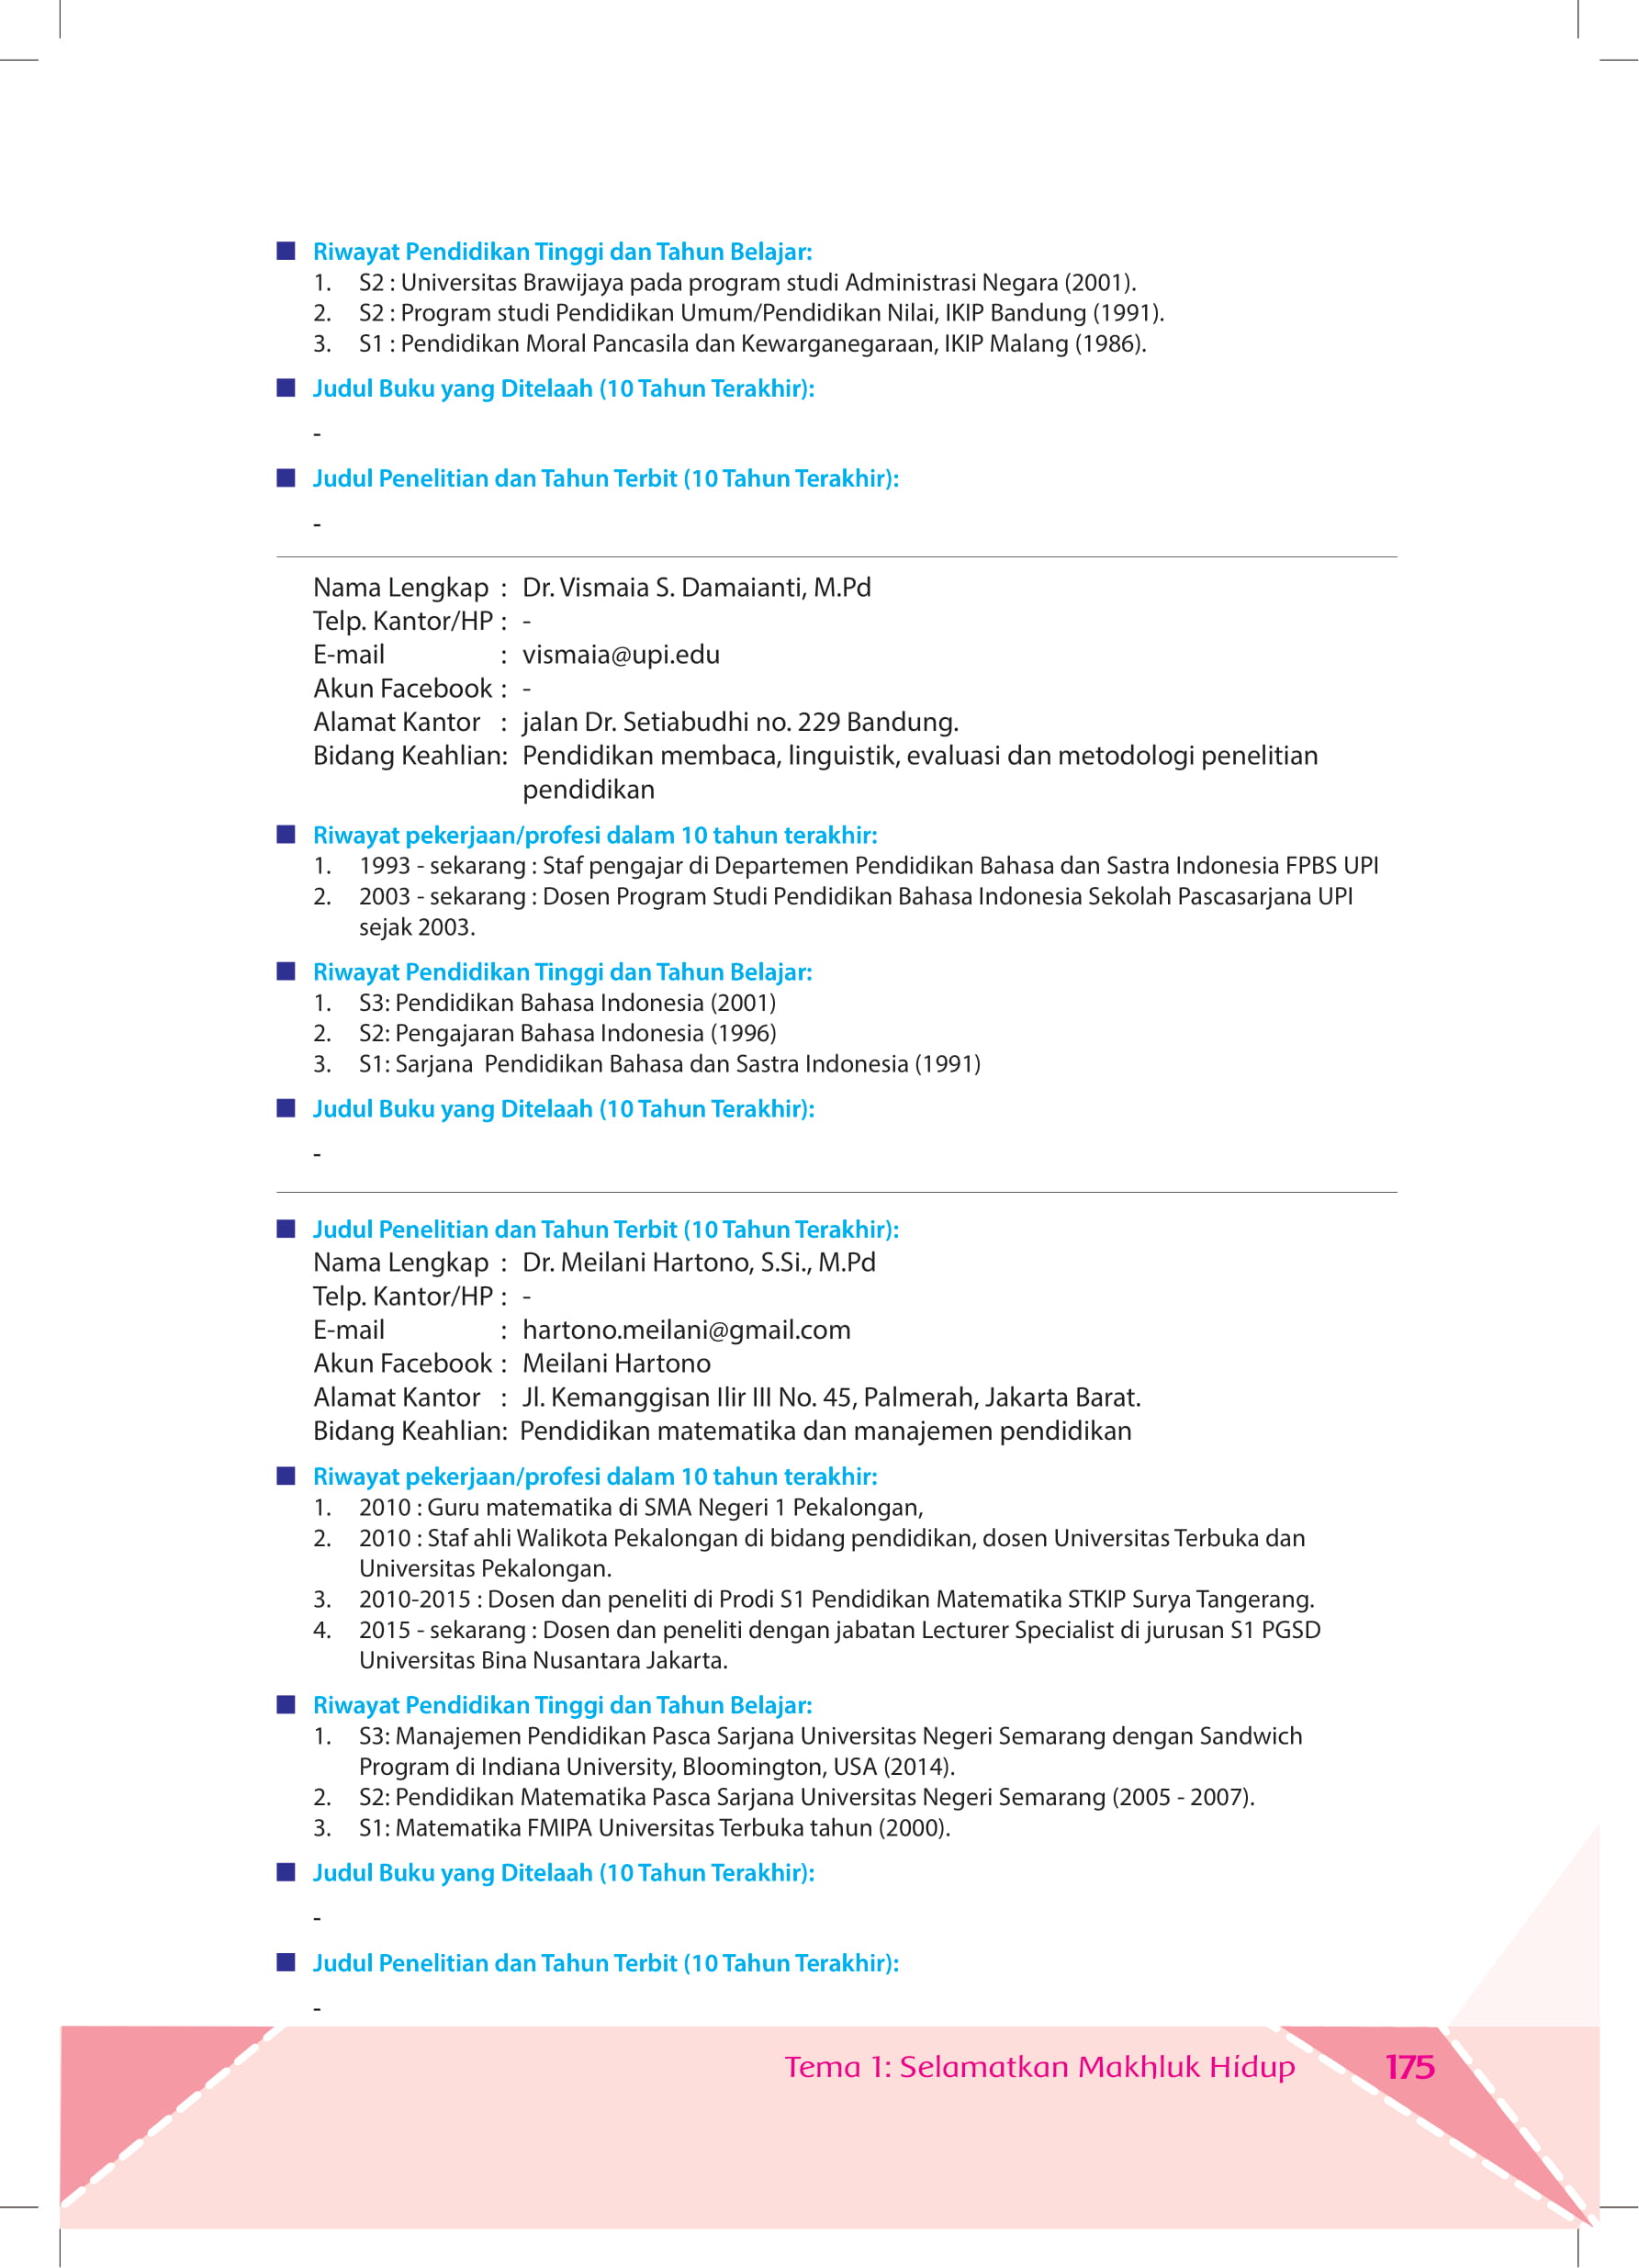 Riwayat Pendidikan Tinggi dan Tahun Belajar:
1. S2 : Universitas Brawijaya pada program studi Administrasi Negara (2001).
2. S2 : Program studi Pendidikan Umum/Pendidikan Nilai, IKIP Bandung (1991).
3. S1 : Pendidikan Moral Pancasila dan Kewarganegaraan, IKIP Malang (1986).
Judul Buku yang Ditelaah (10 Tahun Terakhir):
-
Judul Penelitian dan Tahun Terbit (10 Tahun Terakhir):
-
Nama Lengkap : Dr. Vismaia S. Damaianti, M.Pd
Telp. Kantor/HP : -
E-mail : vismaia@upi.edu
Akun Facebook : -
Alamat Kantor : jalan Dr. Setiabudhi no. 229 Bandung.
Bidang Keahlian: Pendidikan membaca, linguistik, evaluasi dan metodologi penelitian
pendidikan
Riwayat pekerjaan/profesi dalam 10 tahun terakhir:
1. 1993 - sekarang : Staf pengajar di Departemen Pendidikan Bahasa dan Sastra Indonesia FPBS UPI
2. 2003 - sekarang : Dosen Program Studi Pendidikan Bahasa Indonesia Sekolah Pascasarjana UPI
sejak 2003.
Riwayat Pendidikan Tinggi dan Tahun Belajar:
1. S3: Pendidikan Bahasa Indonesia (2001)
2. S2: Pengajaran Bahasa Indonesia (1996)
3. S1: Sarjana Pendidikan Bahasa dan Sastra Indonesia (1991)
Judul Buku yang Ditelaah (10 Tahun Terakhir):
-
Judul Penelitian dan Tahun Terbit (10 Tahun Terakhir):
Nama Lengkap : Dr. Meilani Hartono, S.Si., M.Pd
Telp. Kantor/HP : -
E-mail : hartono.meilani@gmail.com
Akun Facebook : Meilani Hartono
Alamat Kantor : Jl. Kemanggisan Ilir III No. 45, Palmerah, Jakarta Barat.
Bidang Keahlian: Pendidikan matematika dan manajemen pendidikan
Riwayat pekerjaan/profesi dalam 10 tahun terakhir:
1. 2010 : Guru matematika di SMA Negeri 1 Pekalongan,
2. 2010 : Staf ahli Walikota Pekalongan di bidang pendidikan, dosen Universitas Terbuka dan
Universitas Pekalongan.
3. 2010-2015 : Dosen dan peneliti di Prodi S1 Pendidikan Matematika STKIP Surya Tangerang.
4. 2015 - sekarang : Dosen dan peneliti dengan jabatan Lecturer Specialist di jurusan S1 PGSD
Universitas Bina Nusantara Jakarta.
Riwayat Pendidikan Tinggi dan Tahun Belajar:
1. S3: Manajemen Pendidikan Pasca Sarjana Universitas Negeri Semarang dengan Sandwich
Program di Indiana University, Bloomington, USA (2014).
2. S2: Pendidikan Matematika Pasca Sarjana Universitas Negeri Semarang (2005 - 2007).
3. S1: Matematika FMIPA Universitas Terbuka tahun (2000).
Judul Buku yang Ditelaah (10 Tahun Terakhir):
-
Judul Penelitian dan Tahun Terbit (10 Tahun Terakhir):
-
Tema 1: Selamatkan Makhluk Hidup 175